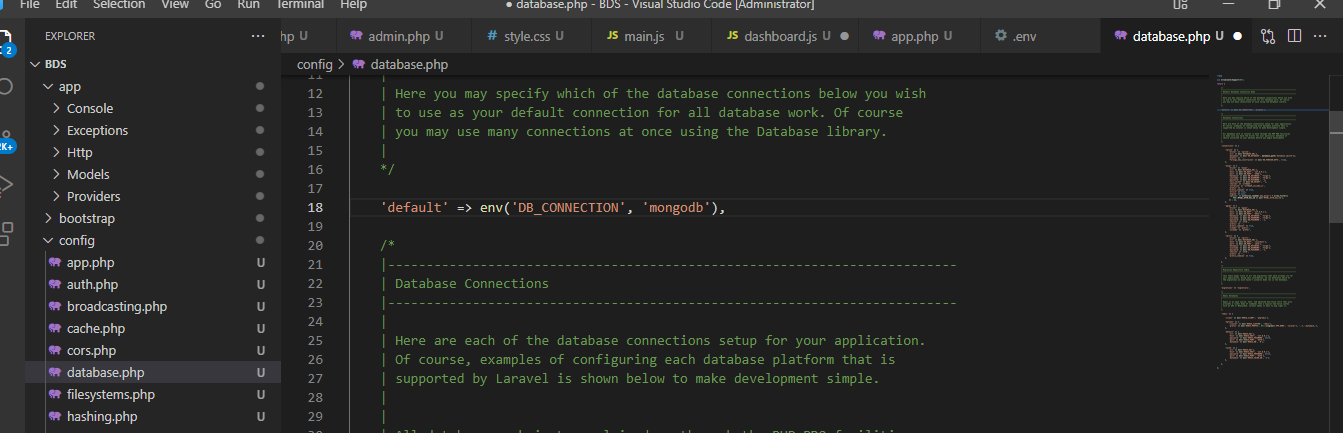 File Edit Selection View Go Run Terminal Help
● database.php - BDS - Visual Studio Code [Administrator]
EXPLORER
BDS
app
Console
Exceptions
Http
Models
Providers
bootstrap
config
app.php U
auth.php U
broadcasting.php U
cache.php U
cors.php U
database.php U
filesystems.php U
hashing.php U
2
2K+
hp U
admin.php U
# style.css U
JS main.js U
JS dashboard.js U ●
app.php U
.env
database.php U ●
config > database.php
11 |
12 | Here you may specify which of the database connections below you wish
13 | to use as your default connection for all database work. Of course
14 | you may use many connections at once using the Database library.
15 |
16 */
17
18 'default' => env('DB_CONNECTION', 'mongodb'),
19
20 /*
21 |--------------------------------------------------------------------------
22 | Database Connections
23 |--------------------------------------------------------------------------
24 |
25 | Here are each of the database connections setup for your application.
26 | Of course, examples of configuring each database platform that is
27 | supported by Laravel is shown below to make development simple.
28 |
29 |